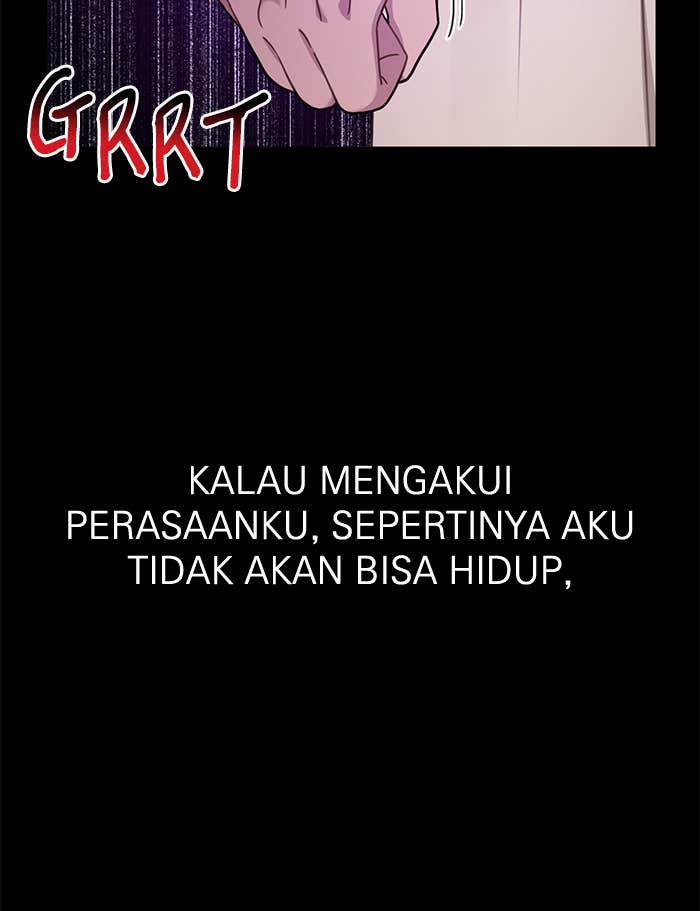 GRRT
KALAU MENGAKUI
PERASAANKU, SEPERTINYA AKU
TIDAK AKAN BISA HIDUP,